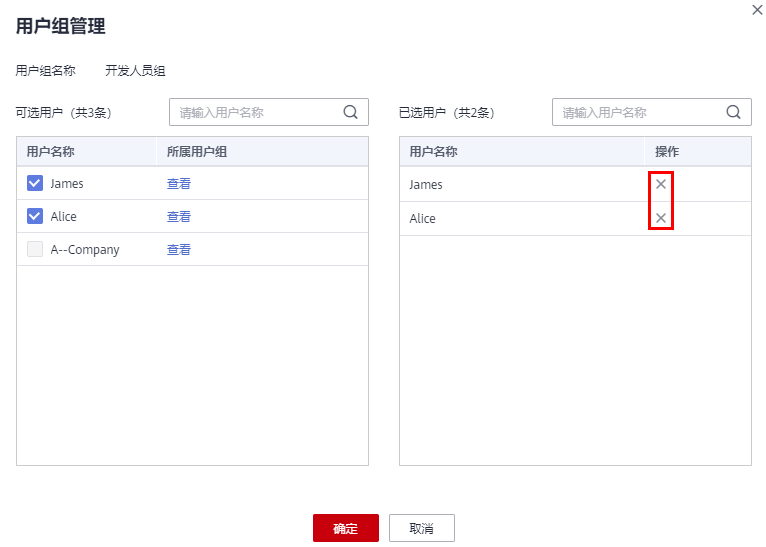 用户组管理
用户组名称 开发人员组
可选用户（共3条） 请输入用户名称
用户名称 所属用户组
James 查看
Alice 查看
A--Company 查看
已选用户（共2条） 请输入用户名称
用户名称 操作
James
Alice
确定 取消